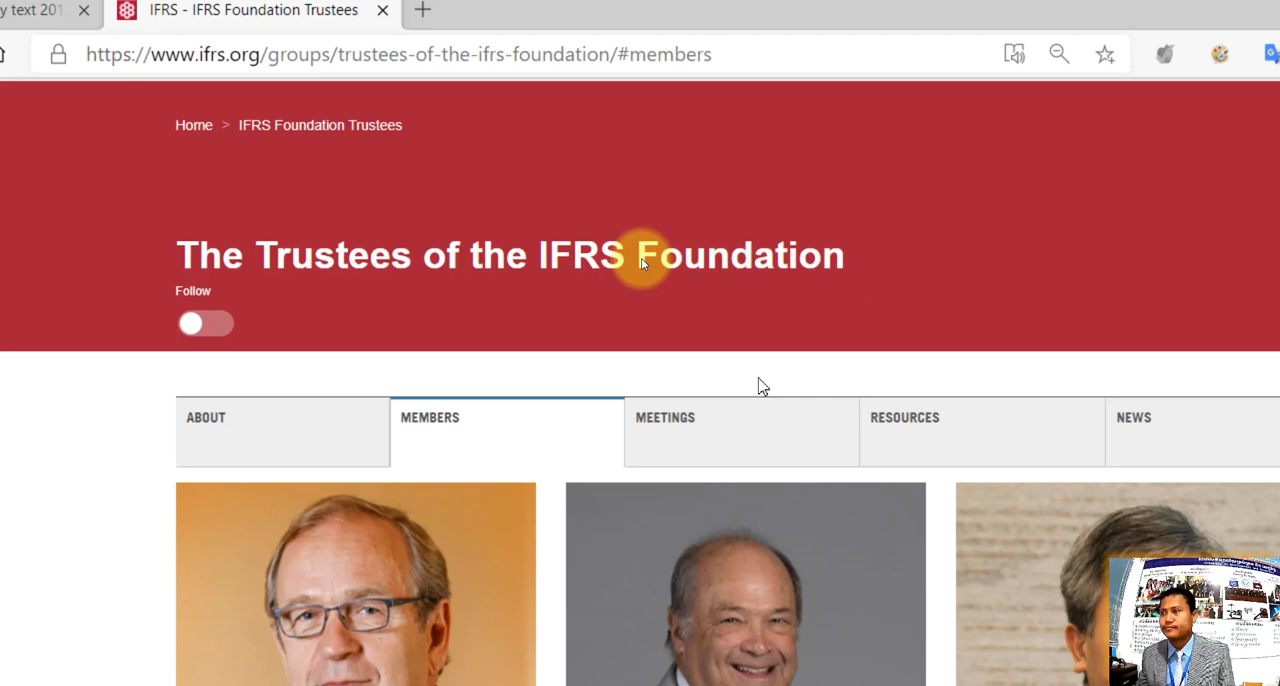 y text 201
IFRS - IFRS Foundation Trustees
https://www.ifrs.org/groups/trustees-of-the-ifrs-foundation/#members
Home > IFRS Foundation Trustees
The Trustees of the IFRS Foundation
Follow
ABOUT
MEMBERS
MEETINGS
RESOURCES
NEWS